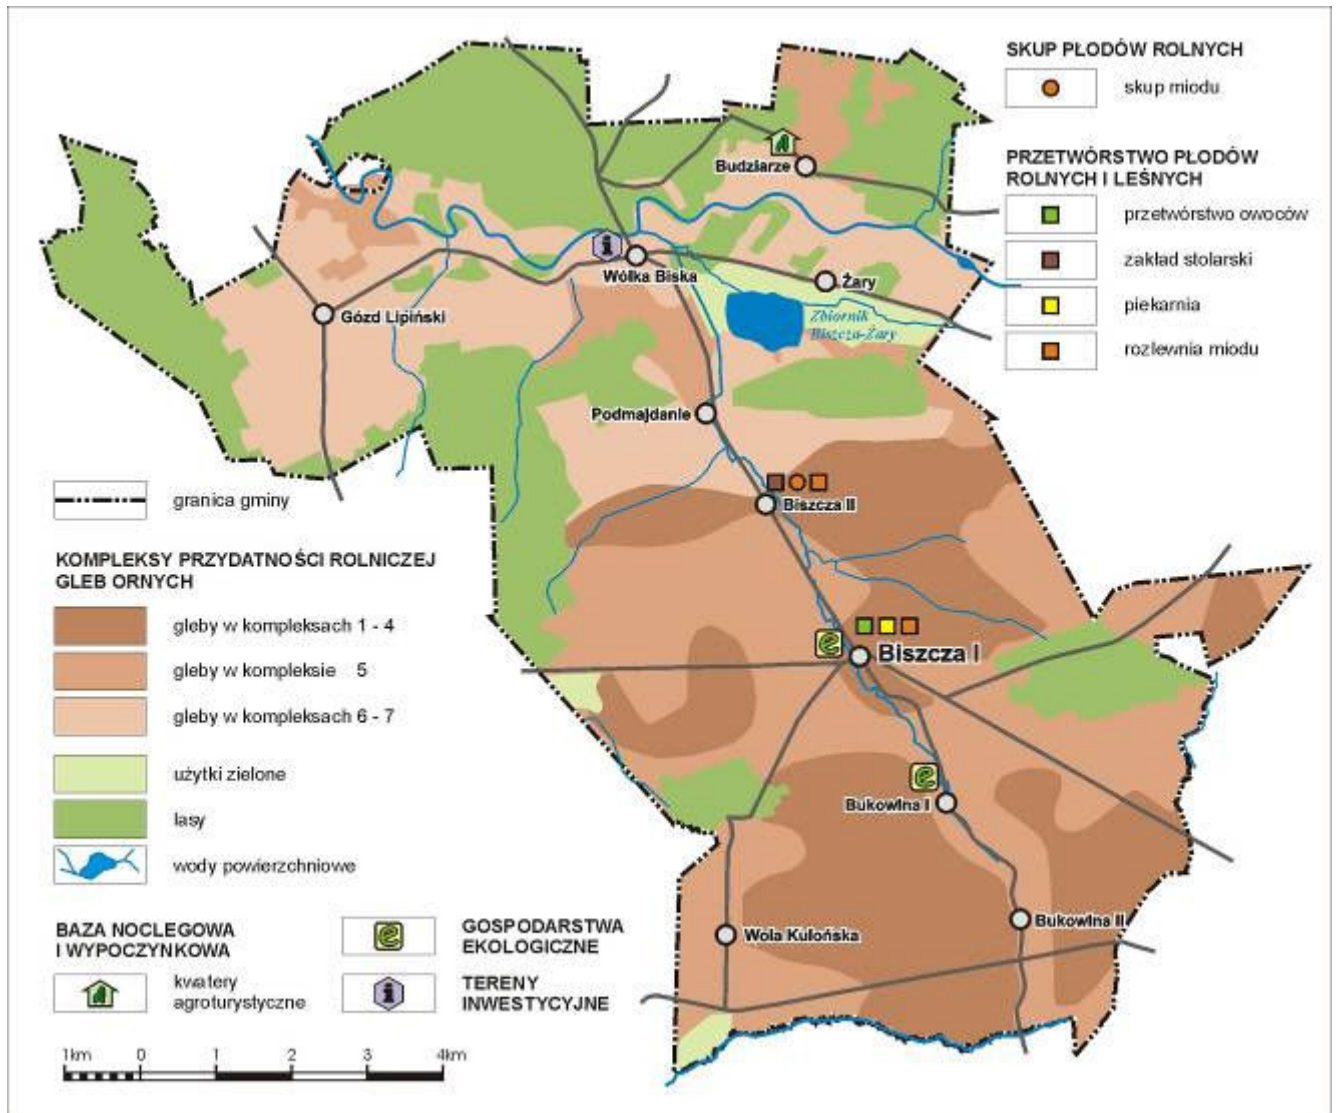 SKUP PŁODÓW ROLNYCH
skup miodu
PRZETWÓRSTWO PŁODÓW
ROLNYCH I LEŚNYCH
przetwórstwo owoców
zakład stolarski
piekarnia
rozlewnia miodu
Budziarze
Wólka Biska
Żary
Gózd Lipiński
Zbiornik
Biszcza-Żary
Podmajdanie
Biszcza II
Biszcza I
Bukowina I
Bukowina II
Wola Kulońska
granica gminy
KOMPLEKSY PRZYDATNOŚCI ROLNICZEJ
GLEB ORNYCH
gleby w kompleksach 1 - 4
gleby w kompleksie 5
gleby w kompleksach 6 - 7
użytki zielone
lasy
wody powierzchniowe
BAZA NOCLEGOWA
I WYPOCZYNKOWA
kwatery
agroturystyczne
GOSPODARSTWA
EKOLOGICZNE
TERENY
INWESTYCYJNE
1km 0 1 2 3 4km